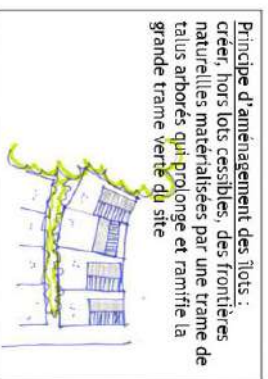 Principe d'aménagement des îlots :
créer, hors lots cessibles, des frontières
naturellles matérialisées par une trame de
talus arborés qui prolonge et ramifie la
grande trame verte du site